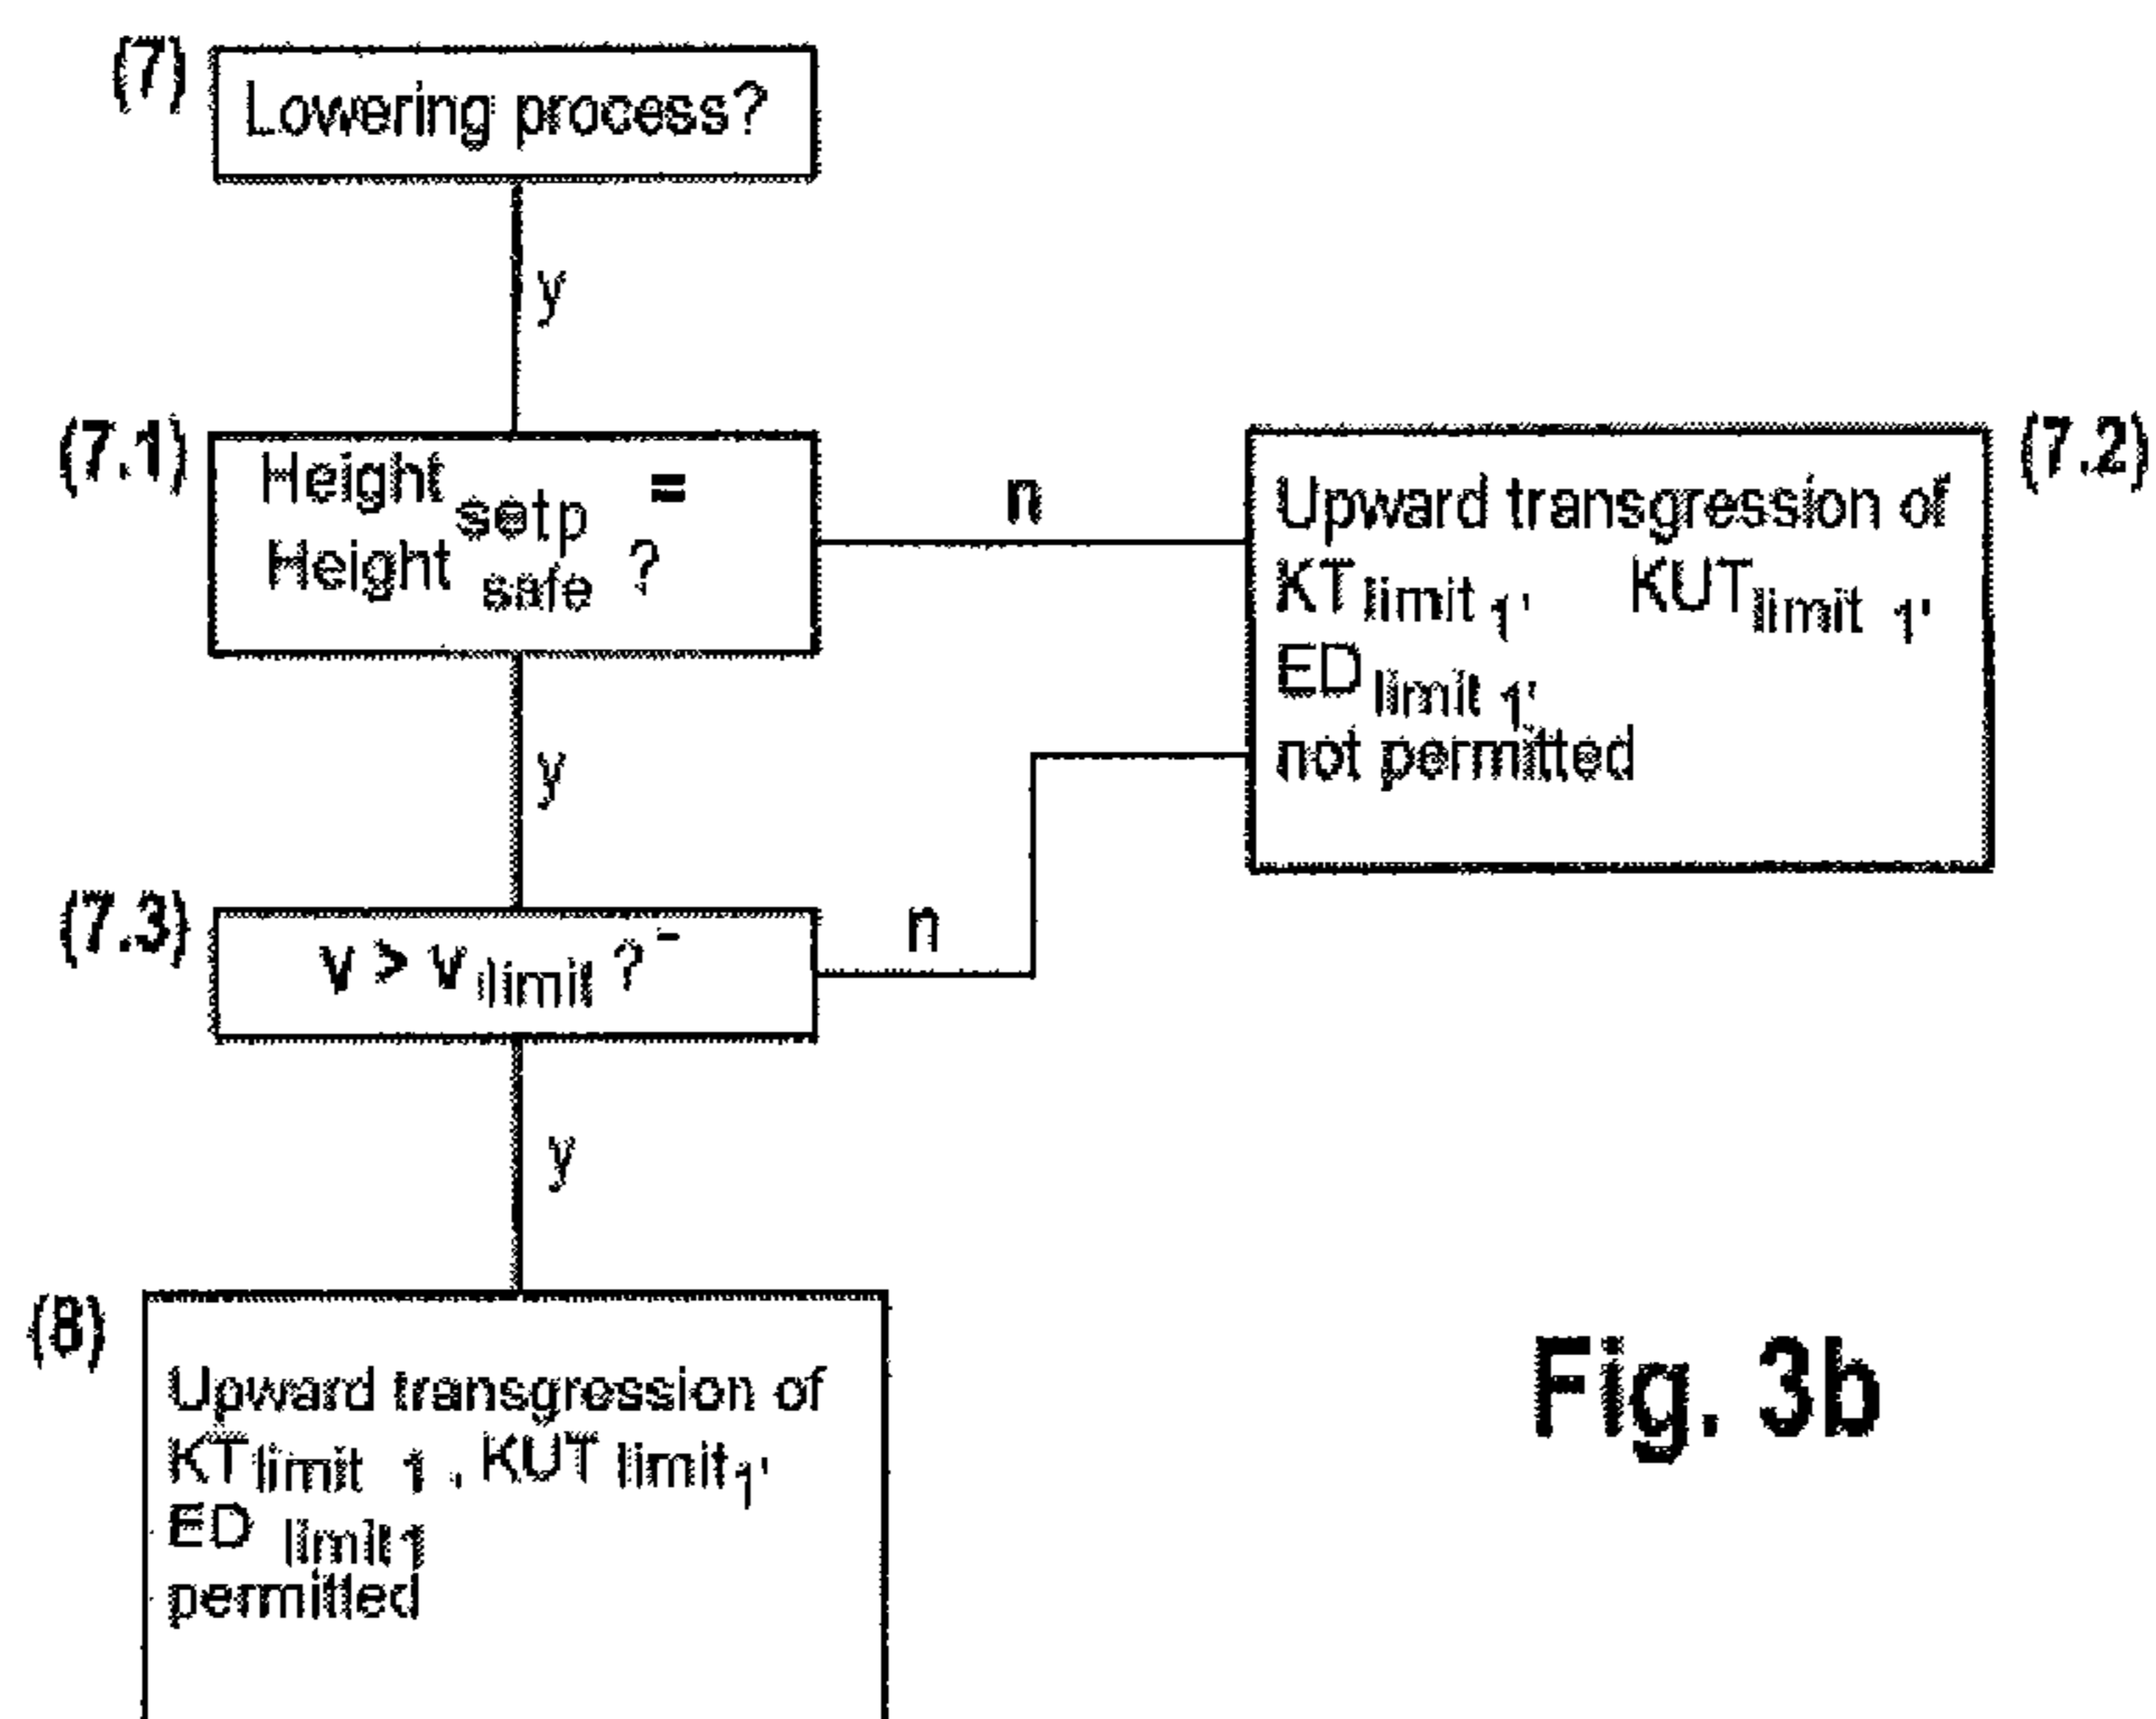 (7)
Lowering process?
y
(7.1)
Height setp =
Height safe ?
n
(7.2)
Upward transgression of
KT limit 1, KUT limit 1,
ED limit 1,
not permitted
y
(7.3)
v > v limit ?
n
y
(8)
Upward transgression of
KT limit 1, KUT limit 1,
ED limit 1
permitted
Fig. 3b